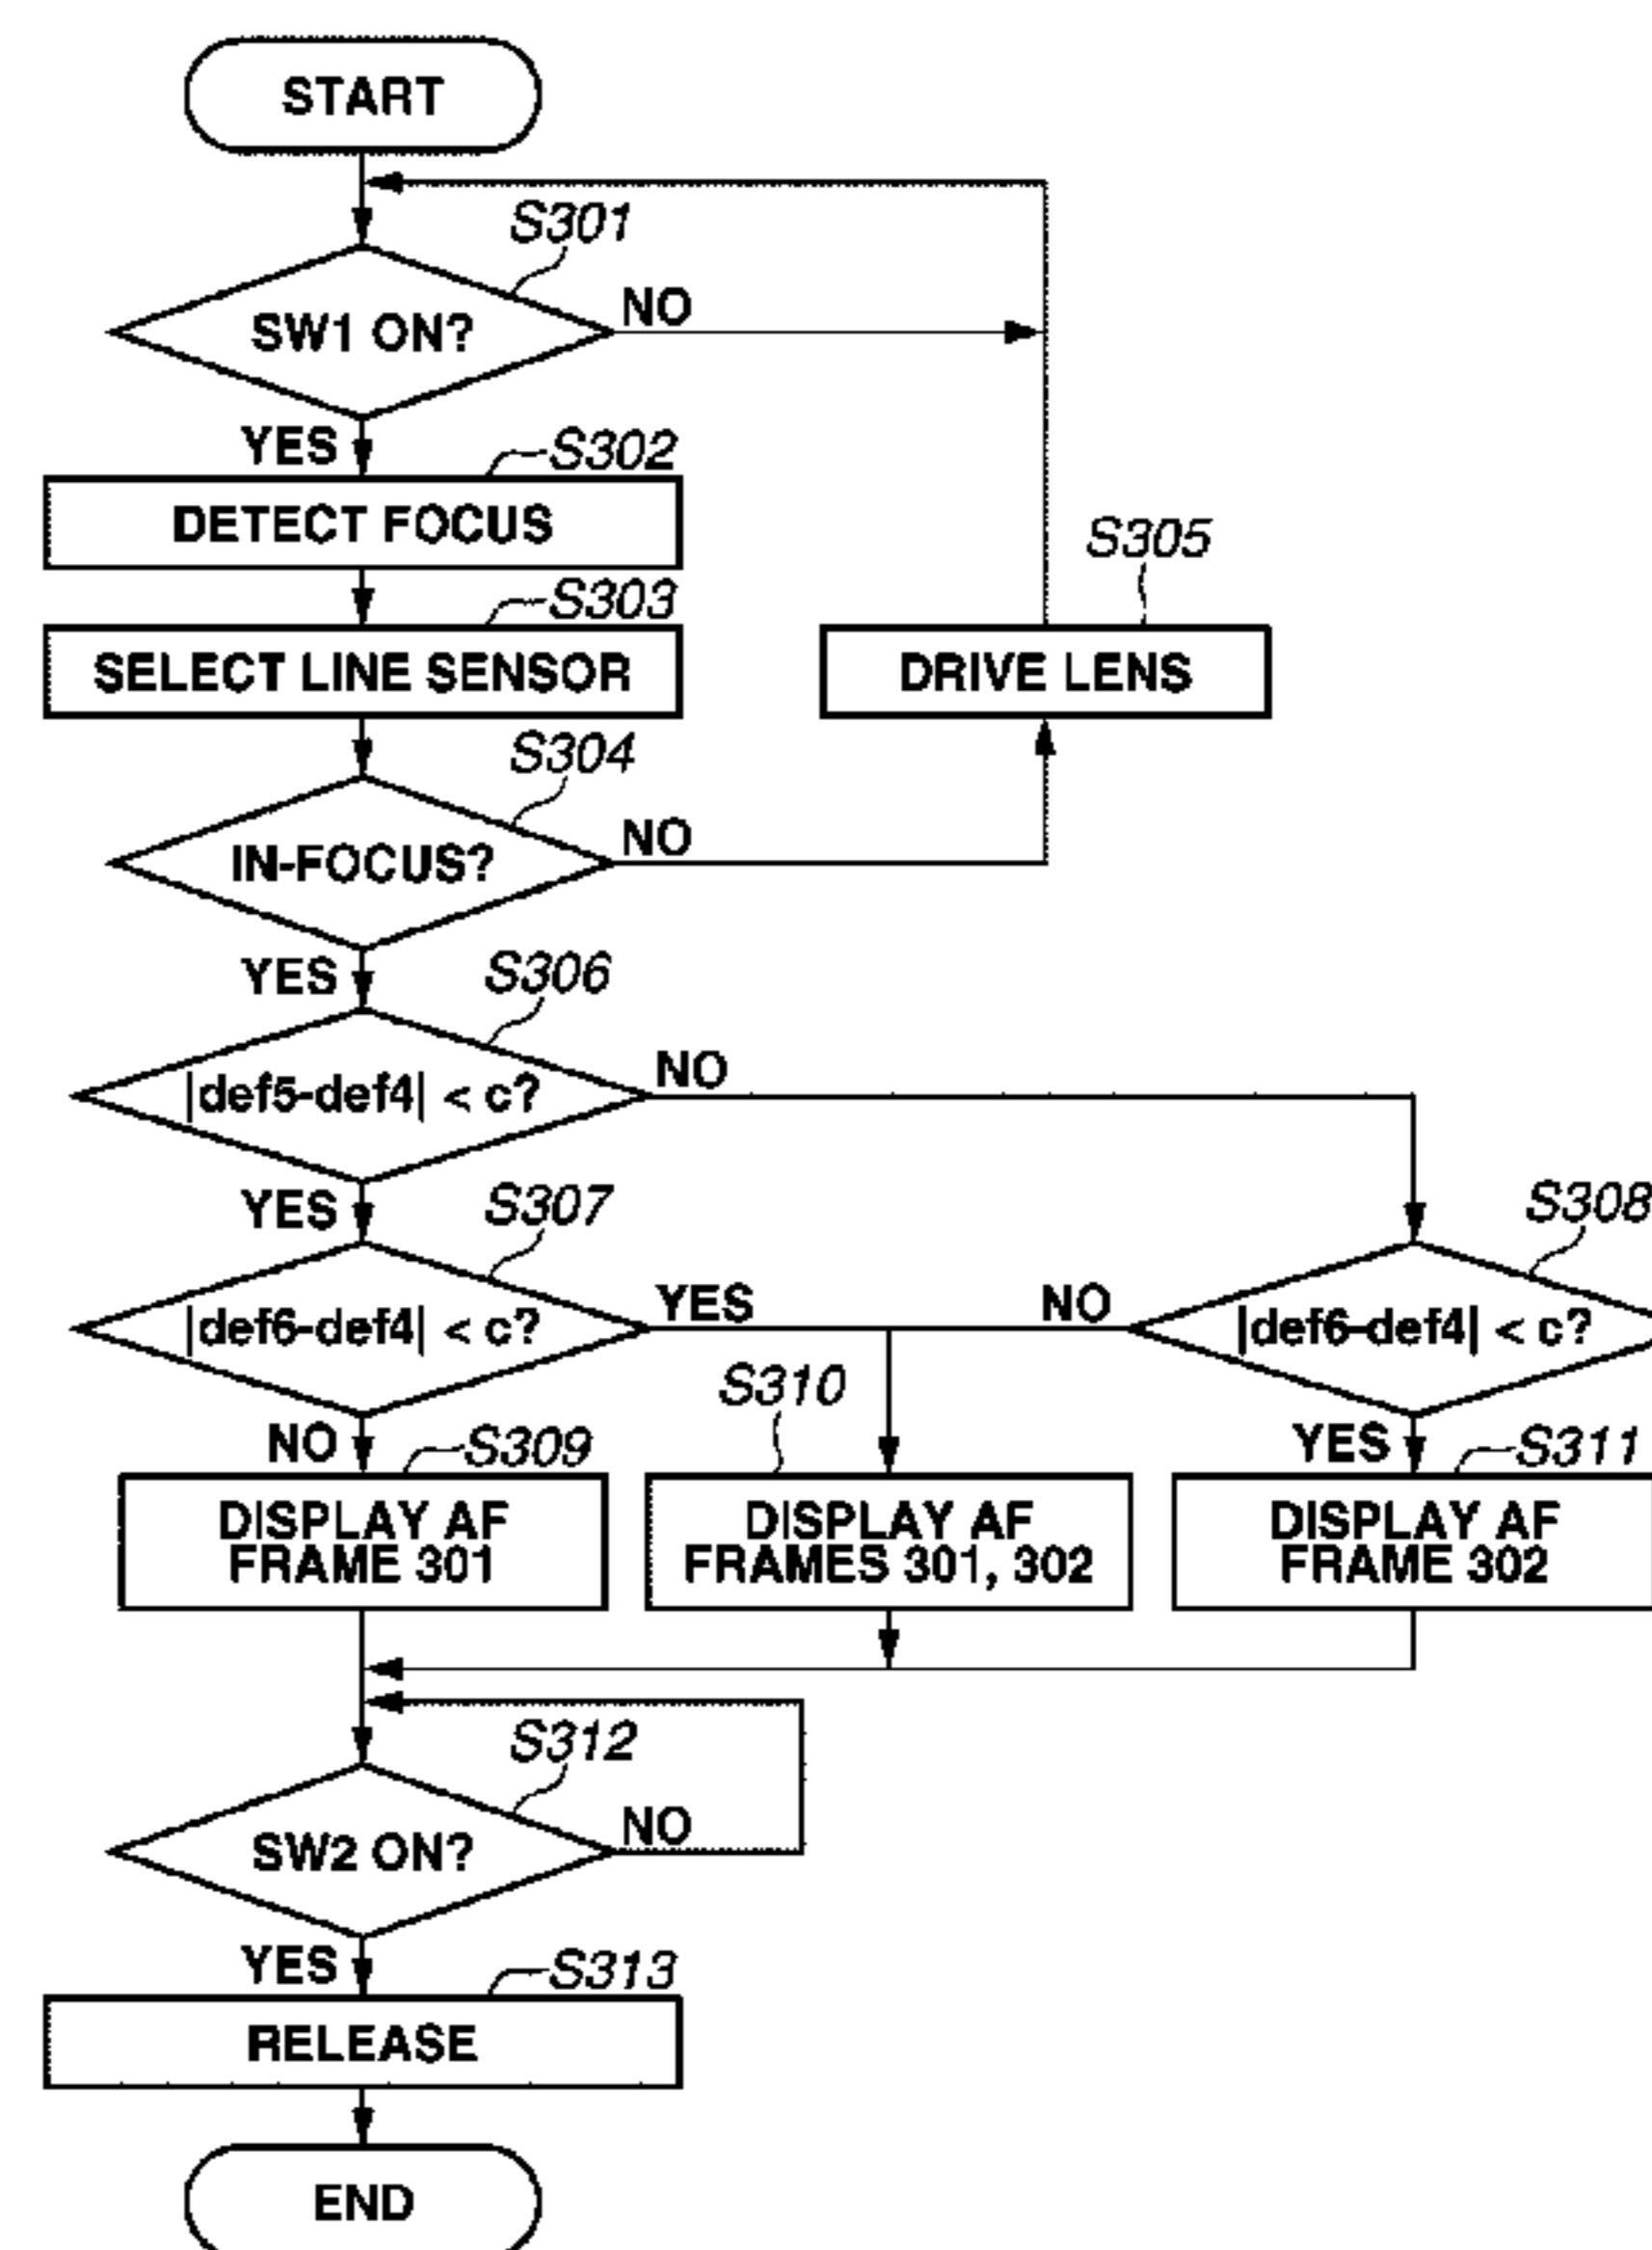 START
S301
SW1 ON?
NO
YES
S302
DETECT FOCUS
S303
SELECT LINE SENSOR
S305
DRIVE LENS
S304
IN-FOCUS?
NO
YES
S306
|def5-def4| < c?
NO
YES
S307
|def6-def4| < c?
YES
NO
S308
|def6-def4| < c?
NO
YES
S309
DISPLAY AF
FRAME 301
S310
DISPLAY AF
FRAMES 301, 302
S311
DISPLAY AF
FRAME 302
S312
SW2 ON?
NO
YES
S313
RELEASE
END